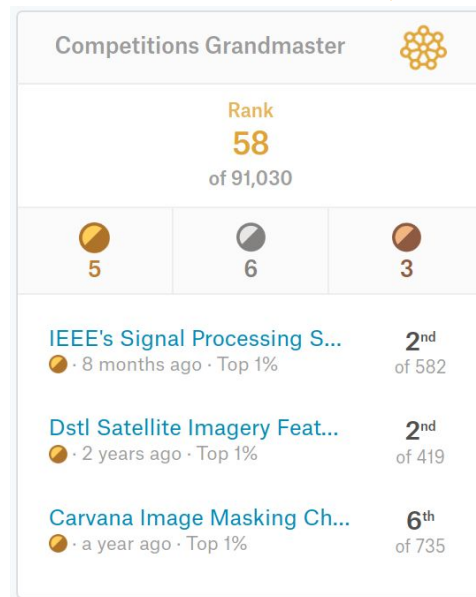 Competitions Grandmaster
Rank
58
of 91,030
5 6 3
IEEE's Signal Processing S... 2nd
· 8 months ago · Top 1% of 582
Dstl Satellite Imagery Feat... 2nd
· 2 years ago · Top 1% of 419
Carvana Image Masking Ch... 6th
· a year ago · Top 1% of 735